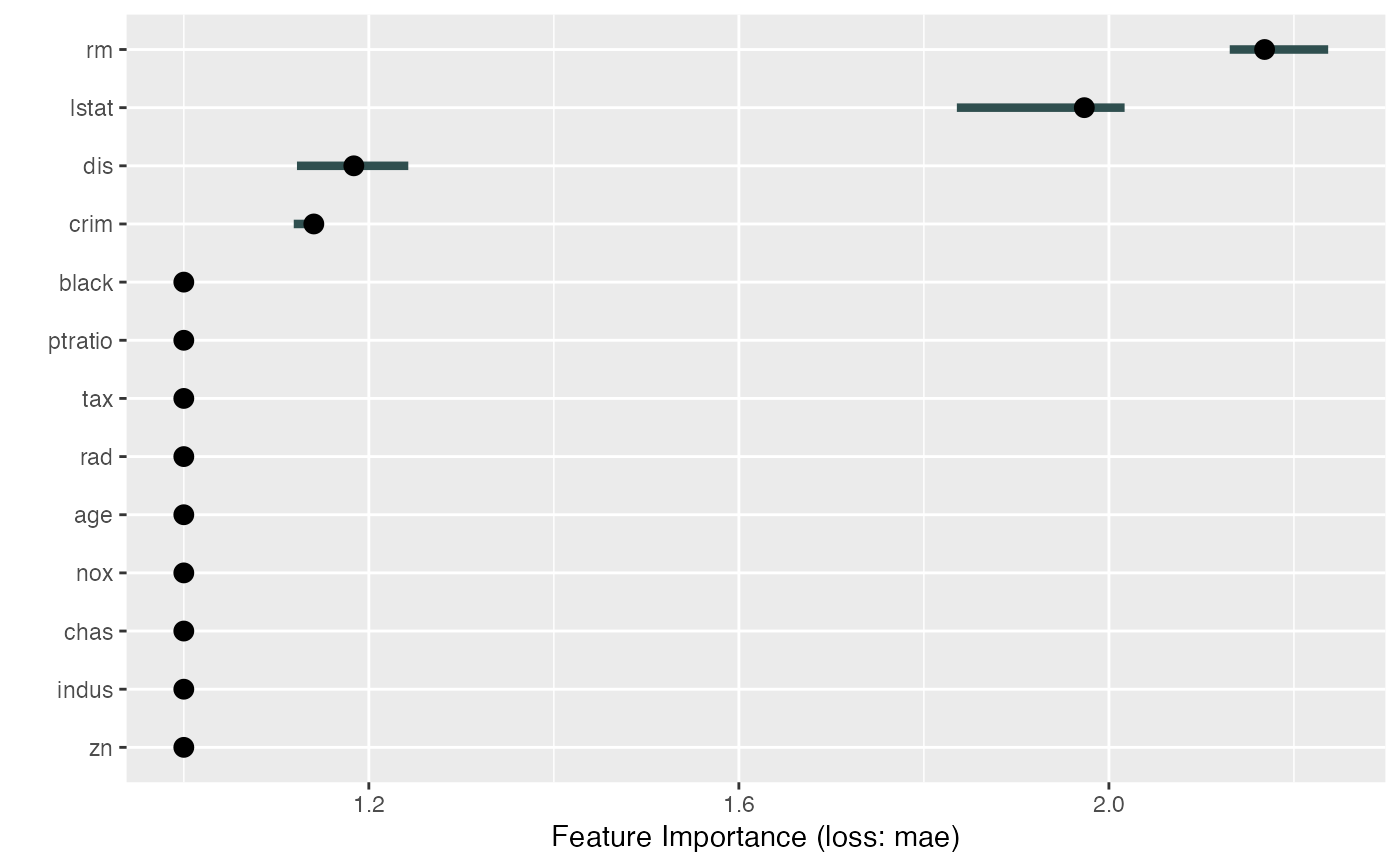 rm
lstat
dis
crim
black
ptratio
tax
rad
age
nox
chas
indus
zn
1.2 1.6 2.0
Feature Importance (loss: mae)